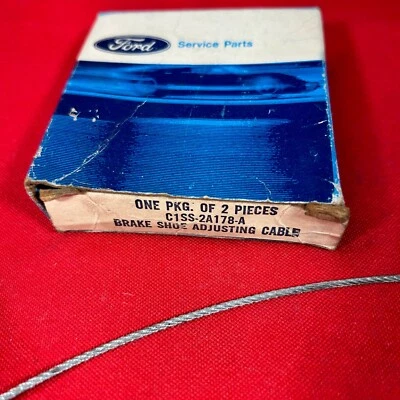 Ford Service Parts
ONE PKG. OF 2 PIECES
C1SS-2A178-A
BRAKE SHOE ADJUSTING CABLE